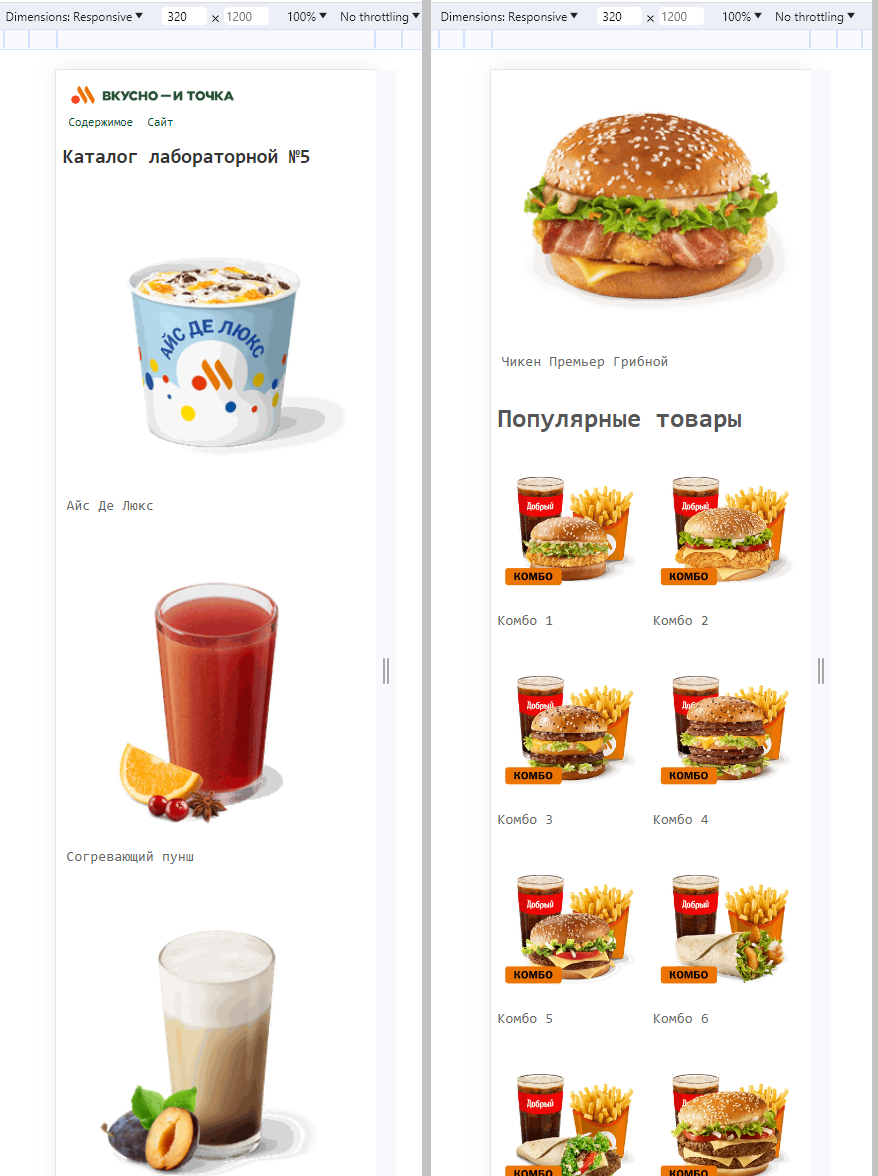 Dimensions: Responsive ▼ 320 × 1200 100% ▼ No throttling ▼
ВКУСНО—И ТОЧКА
Содержимое Сайт
Каталог лабораторной №5
АЙС ДЕ ЛЮКС
Айс Де Люкс
Согревающий пунш
Dimensions: Responsive ▼ 320 × 1200 100% ▼ No throttling ▼
Чикен Премьер Грибной
Популярные товары
Добрый
КОМБО
Добрый
КОМБО
Комбо 1 Комбо 2
Добрый
КОМБО
КОМБО
Комбо 3 Комбо 4
Добрый
КОМБО
Добрый
КОМБО
Комбо 5 Комбо 6
Добрый
КОМБО
Добрый
КОМБО